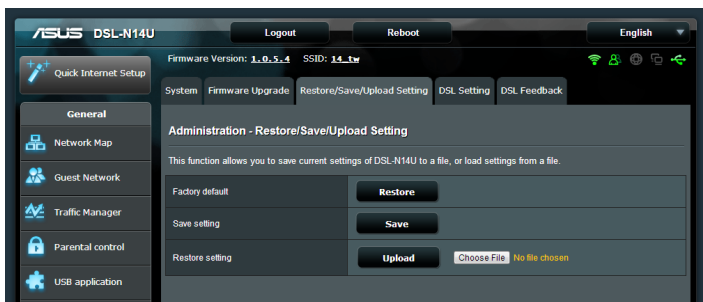 ASUS DSL-N14U Logout Reboot English
Firmware Version: 1.0.5.4 SSID: 14_tw
Quick Internet Setup
System Firmware Upgrade Restore/Save/Upload Setting DSL Setting DSL Feedback
General
Administration - Restore/Save/Upload Setting
Network Map
This function allows you to save current settings of DSL-N14U to a file, or load settings from a file.
Guest Network
Factory default Restore
Traffic Manager
Save setting Save
Parental control
Restore setting Upload Choose File No file chosen
USB application